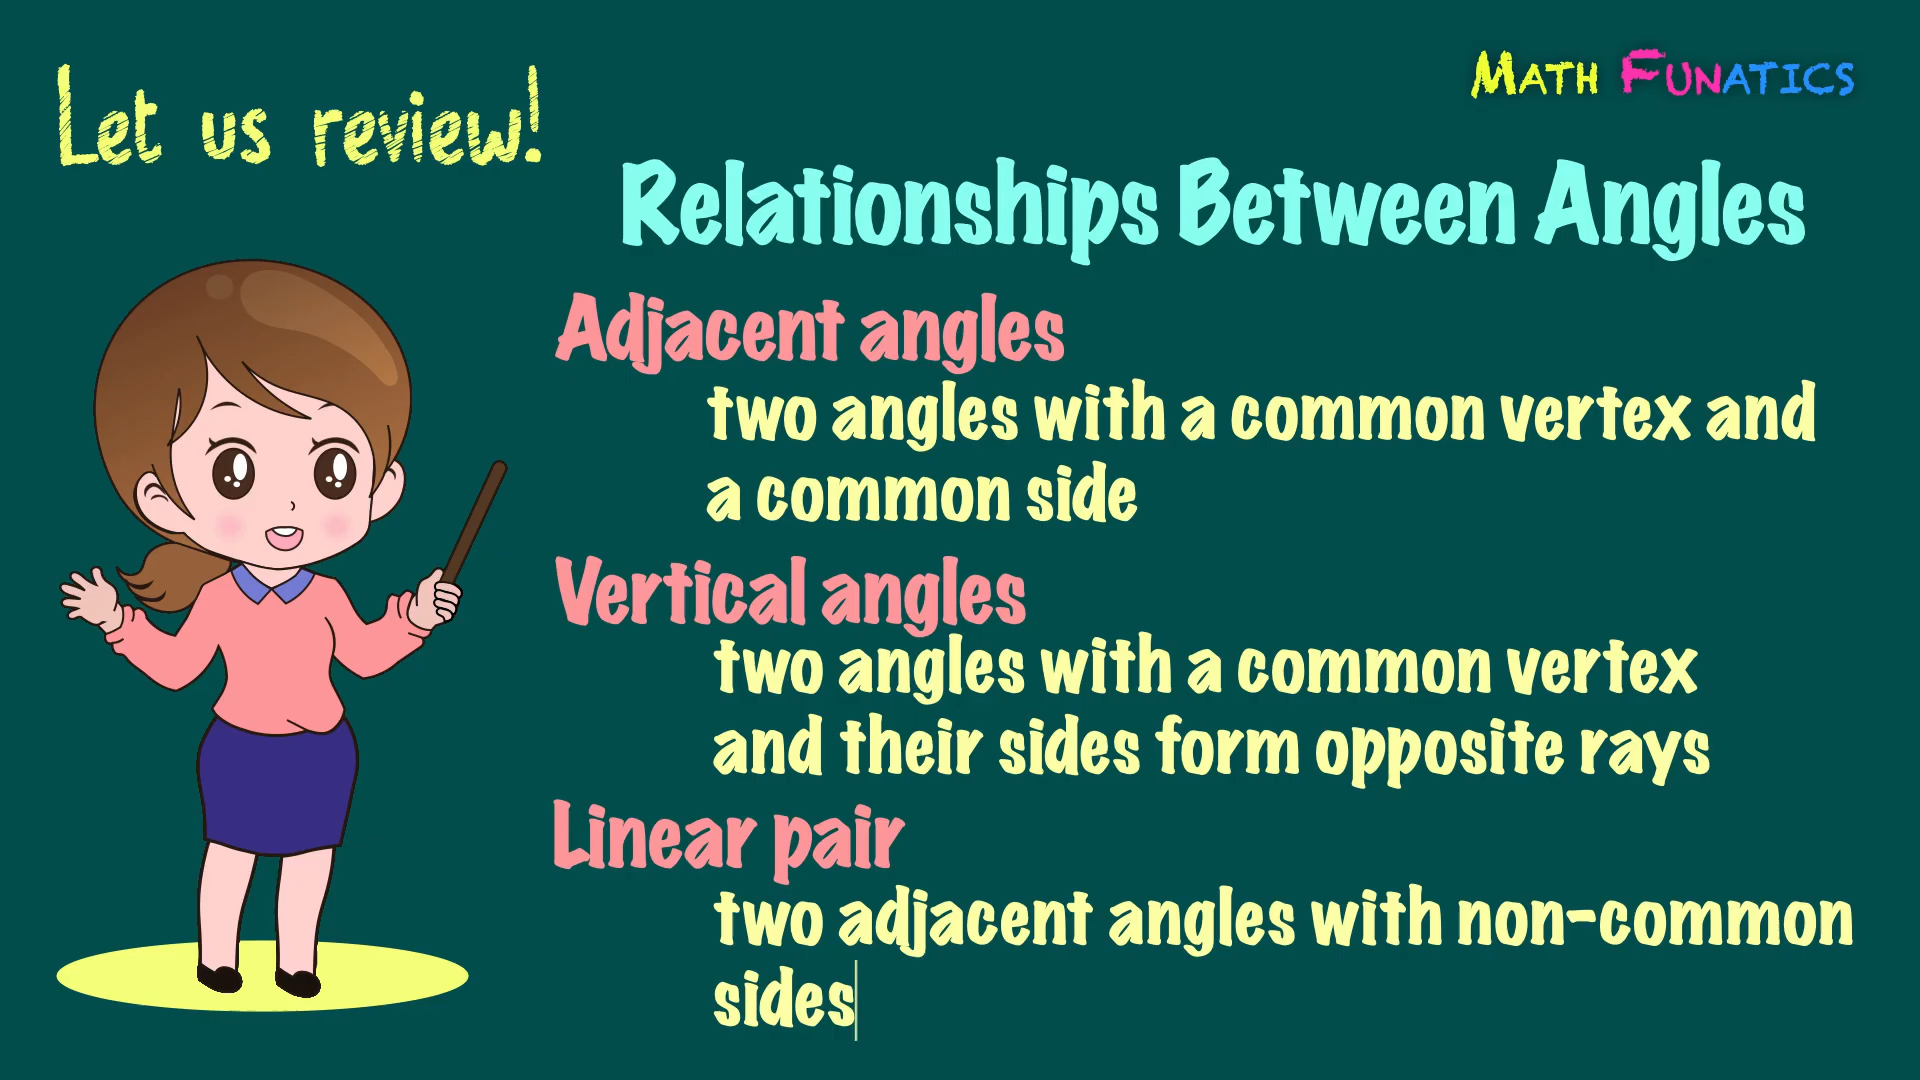 Let us review!
MATH FUNATICS
Relationships Between Angles
Adjacent angles
two angles with a common vertex and
a common side
Vertical angles
two angles with a common vertex
and their sides form opposite rays
Linear pair
two adjacent angles with non-common
sides